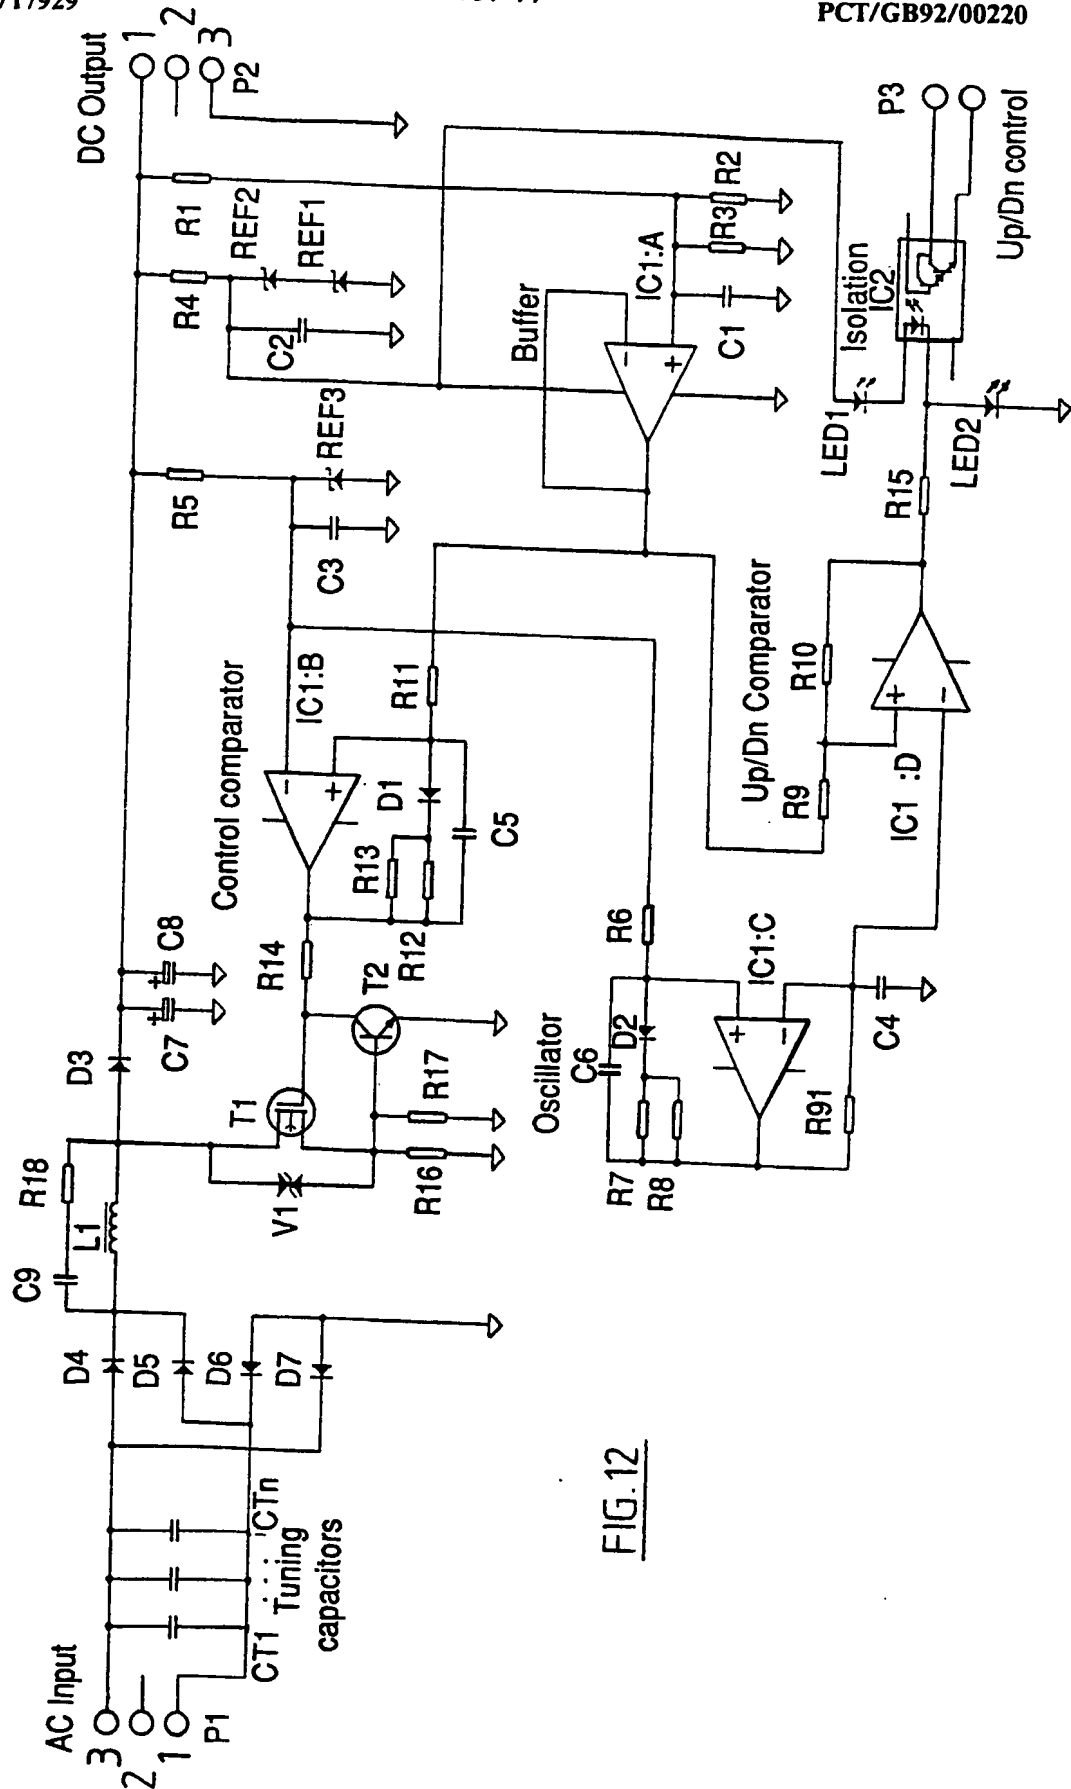 /17929
PCT/GB92/00220
AC Input
3
2
1
P1
CT1 . . . . CTn
Tuning
capacitors
D4
D5
D6
D7
C9
R18
L1
D3
C7
C8
+
+
V1
T1
R16
R17
T2
R14
R12
R13
D1
C5
Control comparator
IC1:B
-
+
R11
R5
C3
REF3
R4
C2
REF2
REF1
R1
DC Output
1
2
3
P2
Buffer
IC1:A
-
+
C1
R3
R2
Oscillator
C6
D2
R6
R7
R8
IC1:C
+
-
R91
C4
Up/Dn Comparator
R9
R10
IC1 :D
+
-
R15
LED1
LED2
Isolation
IC2
P3
Up/Dn control
FIG.12